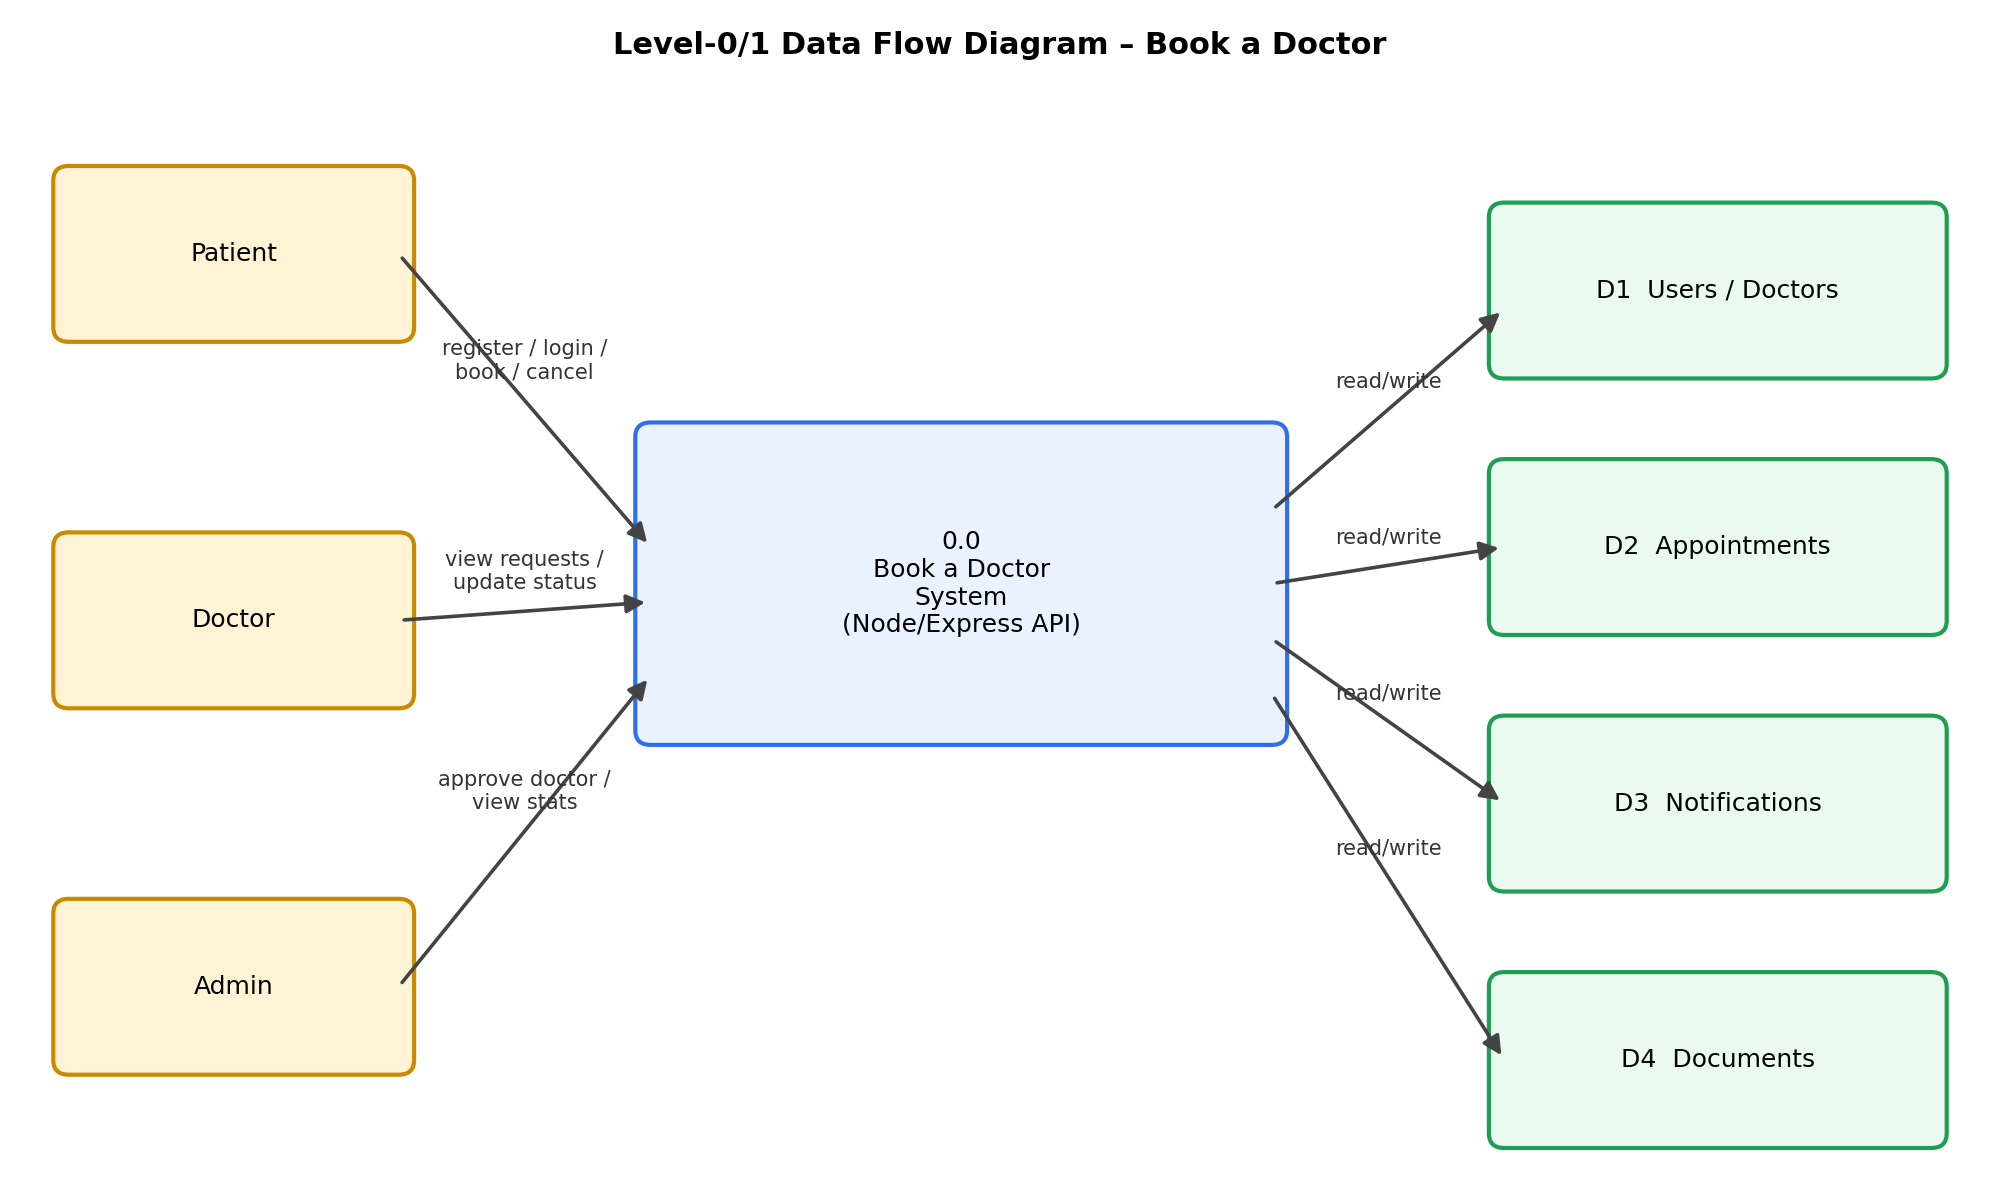 Level-0/1 Data Flow Diagram – Book a Doctor
Patient
register / login /
book / cancel
Doctor
view requests /
update status
Admin
approve doctor /
view stats
0.0
Book a Doctor
System
(Node/Express API)
read/write
read/write
read/write
read/write
D1  Users / Doctors
D2  Appointments
D3  Notifications
D4  Documents